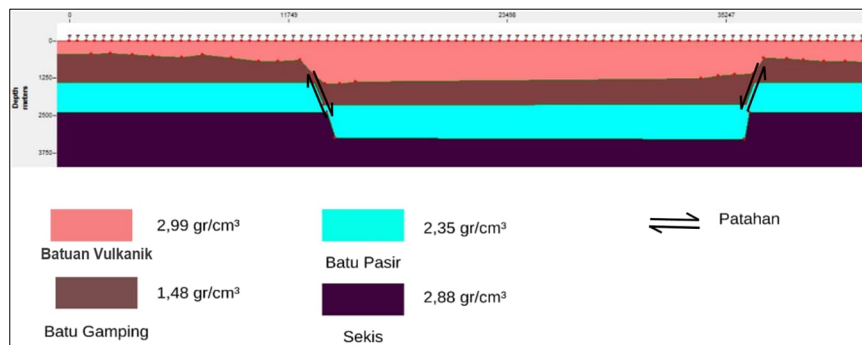 0 11749 23498 35247
0
1250
2500
3750
Depth
meters
2,99 gr/cm³
Batuan Vulkanik
2,35 gr/cm³
Batu Pasir
Patahan
1,48 gr/cm³
Batu Gamping
2,88 gr/cm³
Sekis